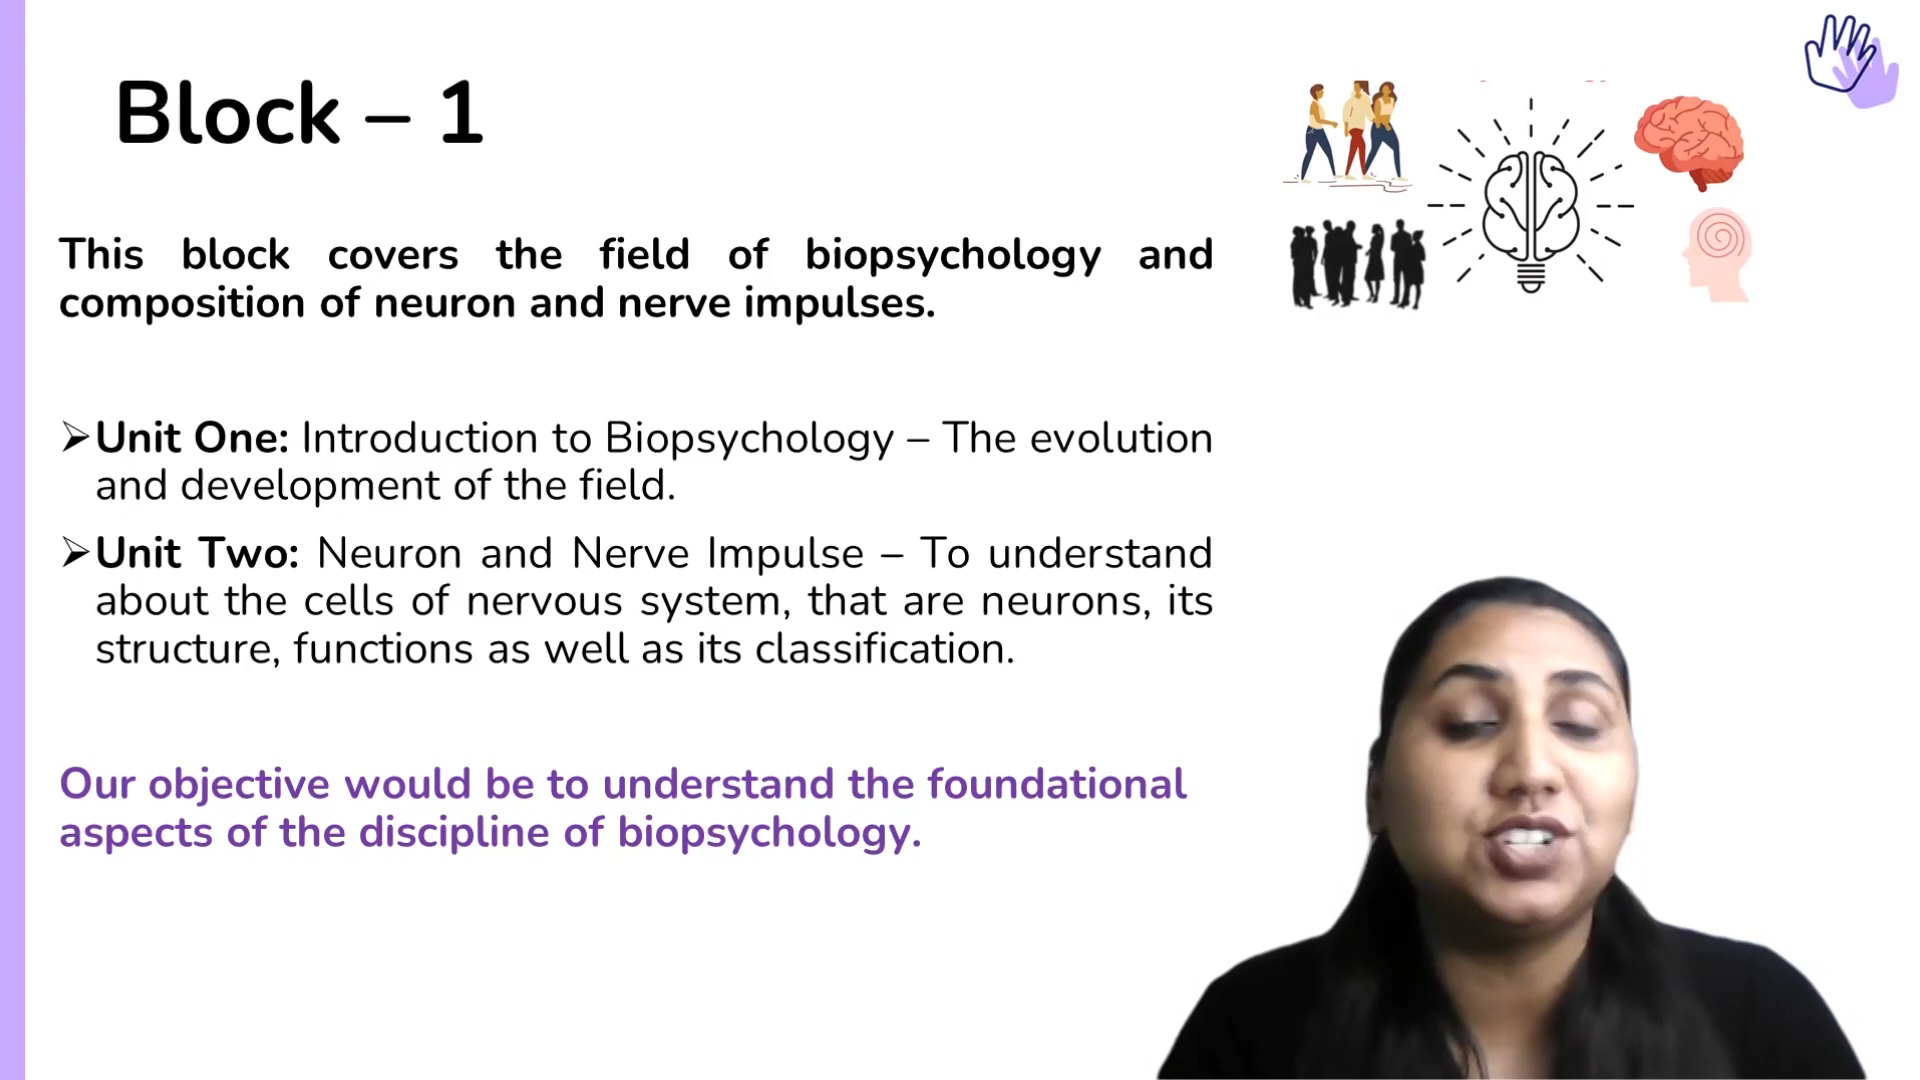 Block – 1
This block covers the field of biopsychology and
composition of neuron and nerve impulses.
➢Unit One: Introduction to Biopsychology – The evolution
and development of the field.
➢Unit Two: Neuron and Nerve Impulse – To understand
about the cells of nervous system, that are neurons, its
structure, functions as well as its classification.
Our objective would be to understand the foundational
aspects of the discipline of biopsychology.